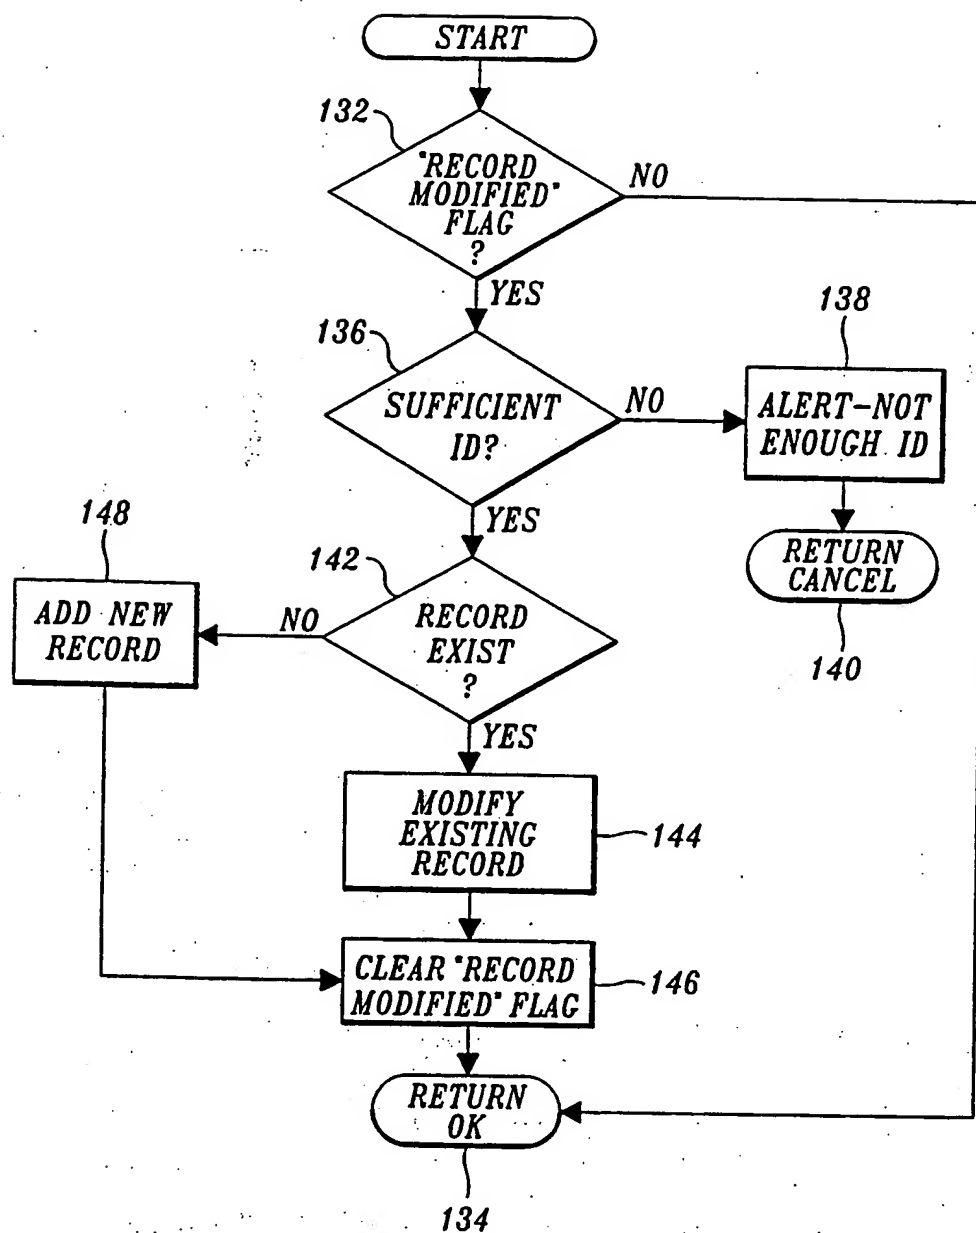 START
132
"RECORD
MODIFIED"
FLAG
?
NO
YES
136
SUFFICIENT
ID?
NO
138
ALERT-NOT
ENOUGH ID
YES
RETURN
CANCEL
140
148
ADD NEW
RECORD
142
NO
RECORD
EXIST
?
YES
MODIFY
EXISTING
RECORD
144
CLEAR "RECORD
MODIFIED" FLAG
146
RETURN
OK
134